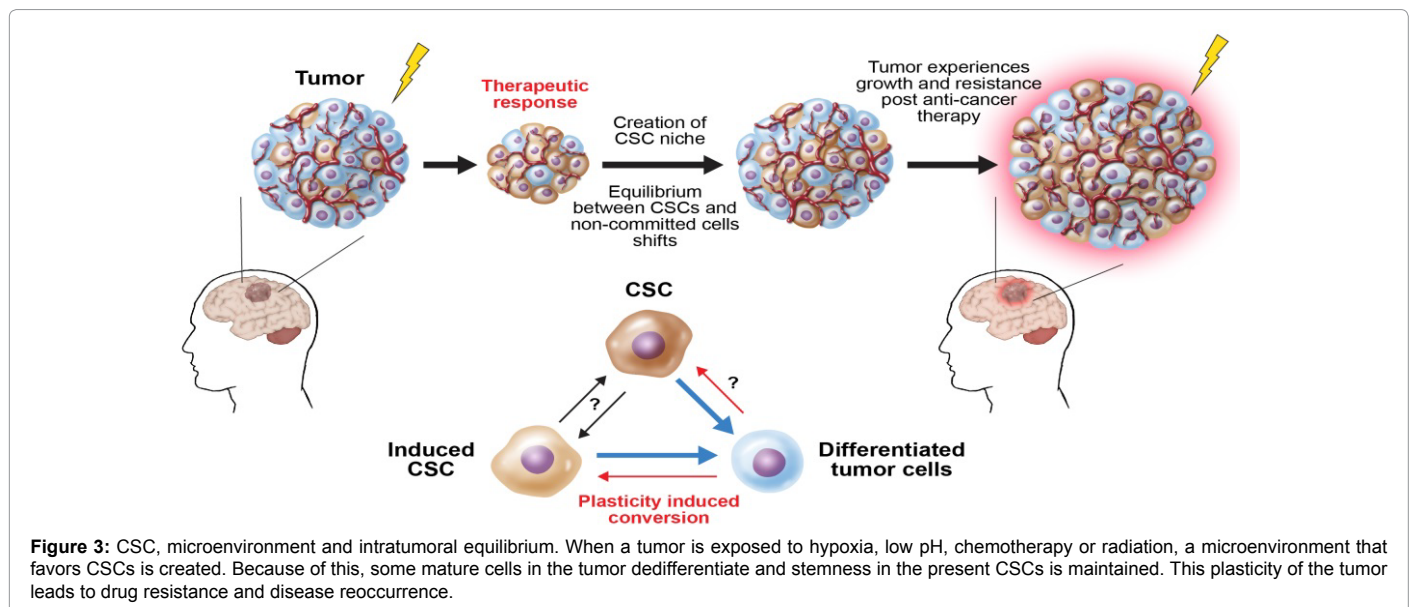 Tumor
Therapeutic
response
Creation of
CSC niche
Equilibrium
between CSCs and
non-committed cells
shifts
Tumor experiences
growth and resistance
post anti-cancer
therapy
CSC
?
?
Induced
CSC
Differentiated
tumor cells
Plasticity induced
conversion
Figure 3: CSC, microenvironment and intratumoral equilibrium. When a tumor is exposed to hypoxia, low pH, chemotherapy or radiation, a microenvironment that
favors CSCs is created. Because of this, some mature cells in the tumor dedifferentiate and stemness in the present CSCs is maintained. This plasticity of the tumor
leads to drug resistance and disease reoccurrence.